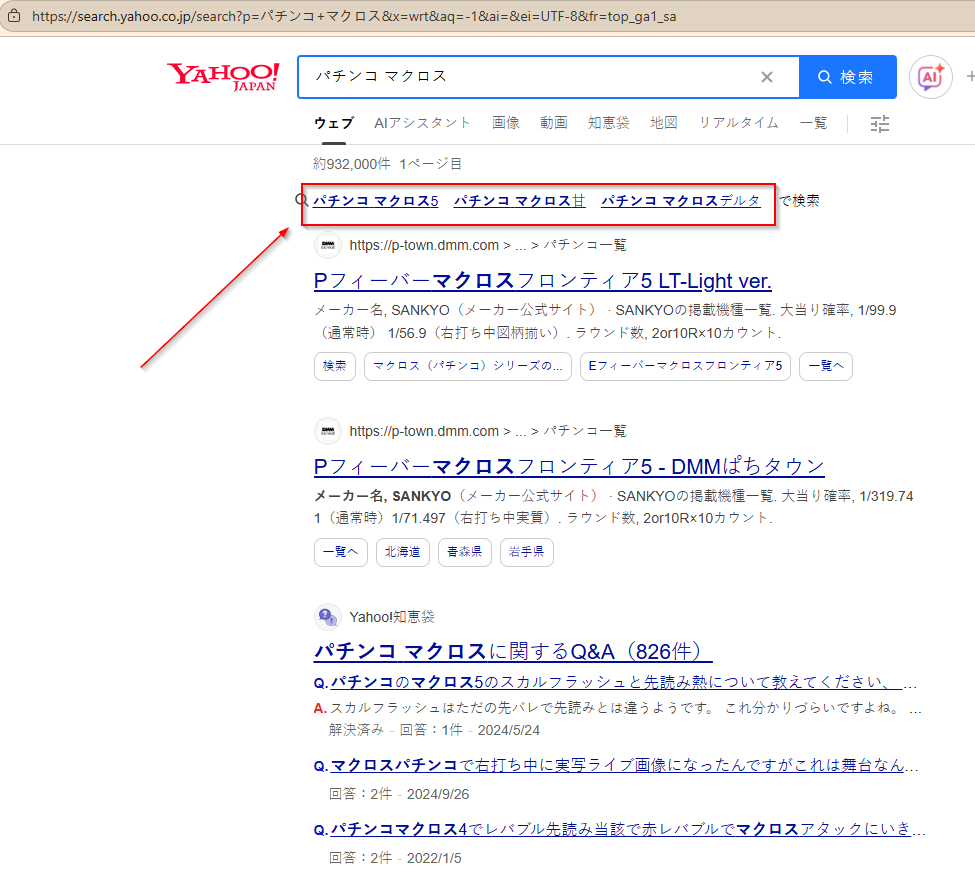 https://search.yahoo.co.jp/search?p=パチンコ+マクロス&x=wrt&aq=-1&ai=&ei=UTF-8&fr=top_ga1_sa
YAHOO! JAPAN
パチンコ マクロス
検索
AI
ウェブ AIアシスタント 画像 動画 知恵袋 地図 リアルタイム 一覧
約932,000件 1ページ目
パチンコ マクロス5 パチンコ マクロス甘 パチンコ マクロスデルタ で検索
https://p-town.dmm.com > ... > パチンコ一覧
Pフィーバーマクロスフロンティア5 LT-Light ver.
メーカー名, SANKYO（メーカー公式サイト） · SANKYOの掲載機種一覧. 大当り確率, 1/99.9
（通常時） 1/56.9（右打ち中図柄揃い）. ラウンド数, 2or10R×10カウント.
検索 マクロス（パチンコ）シリーズの... Eフィーバーマクロスフロンティア5 一覧へ
https://p-town.dmm.com > ... > パチンコ一覧
Pフィーバーマクロスフロンティア5 - DMMぱちタウン
メーカー名, SANKYO（メーカー公式サイト） · SANKYOの掲載機種一覧. 大当り確率, 1/319.74
1（通常時）1/71.497（右打ち中実質）. ラウンド数, 2or10R×10カウント.
一覧へ 北海道 青森県 岩手県
Yahoo!知恵袋
パチンコ マクロスに関するQ&A（826件）
Q.パチンコのマクロス5のスカルフラッシュと先読み熱について教えてください、 ...
A.スカルフラッシュはただの先バレで先読みとは違うようです。 これ分かりづらいですよね。 ...
解決済み - 回答：1件 - 2024/5/24
Q.マクロスパチンコで右打ち中に実写ライブ画像になったんですがこれは舞台なん...
回答：2件 - 2024/9/26
Q.パチンコマクロス4でレバブル先読み当該で赤レバブルでマクロスアタックにいき...
回答：2件 - 2022/1/5